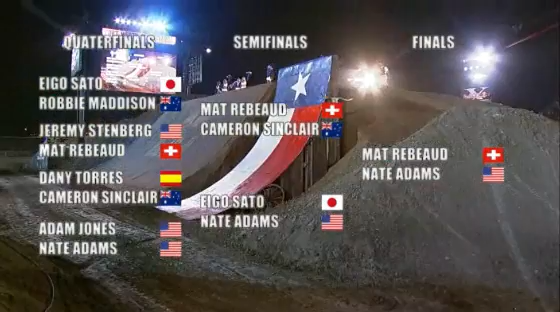 QUATERFINALS
SEMIFINALS
FINALS
EIGO SATO
ROBBIE MADDISON
JEREMY STENBERG
MAT REBEAUD
DANY TORRES
CAMERON SINCLAIR
ADAM JONES
NATE ADAMS
MAT REBEAUD
CAMERON SINCLAIR
EIGO SATO
NATE ADAMS
MAT REBEAUD
NATE ADAMS